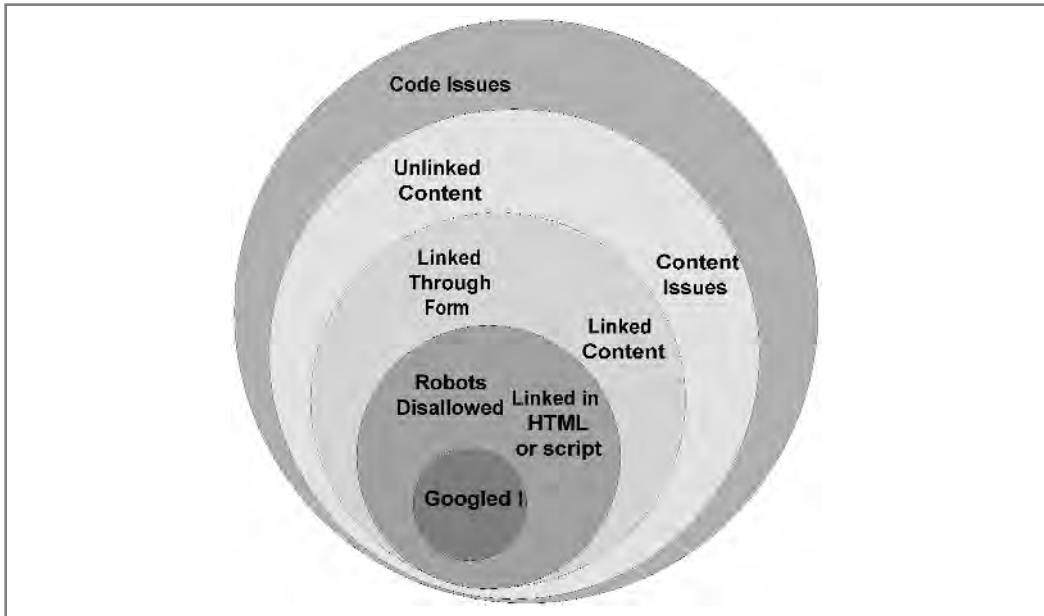 Code Issues
Unlinked
Content
Linked
Through
Form
Content
Issues
Linked
Content
Robots
Disallowed
Linked in
HTML
or script
Googled